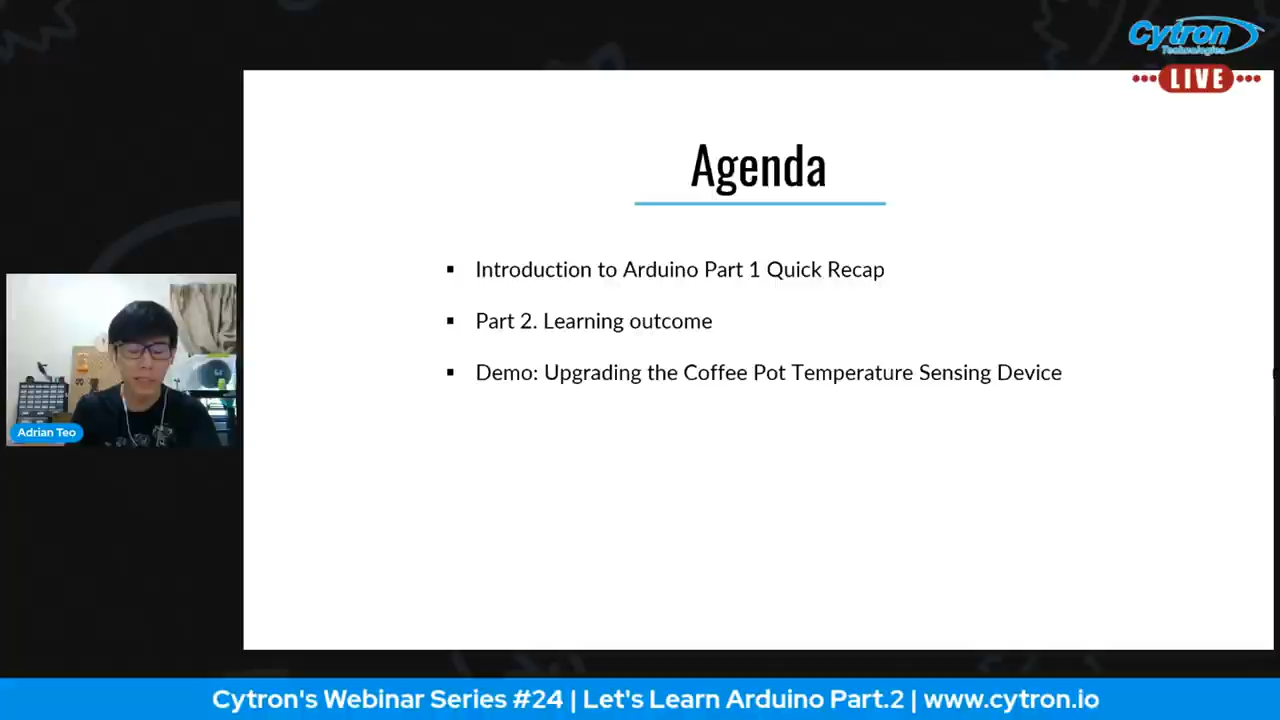 Cytron
Technologies
LIVE
Agenda
Introduction to Arduino Part 1 Quick Recap
Part 2. Learning outcome
Demo: Upgrading the Coffee Pot Temperature Sensing Device
Adrian Teo
Cytron's Webinar Series #24 | Let's Learn Arduino Part.2 | www.cytron.io